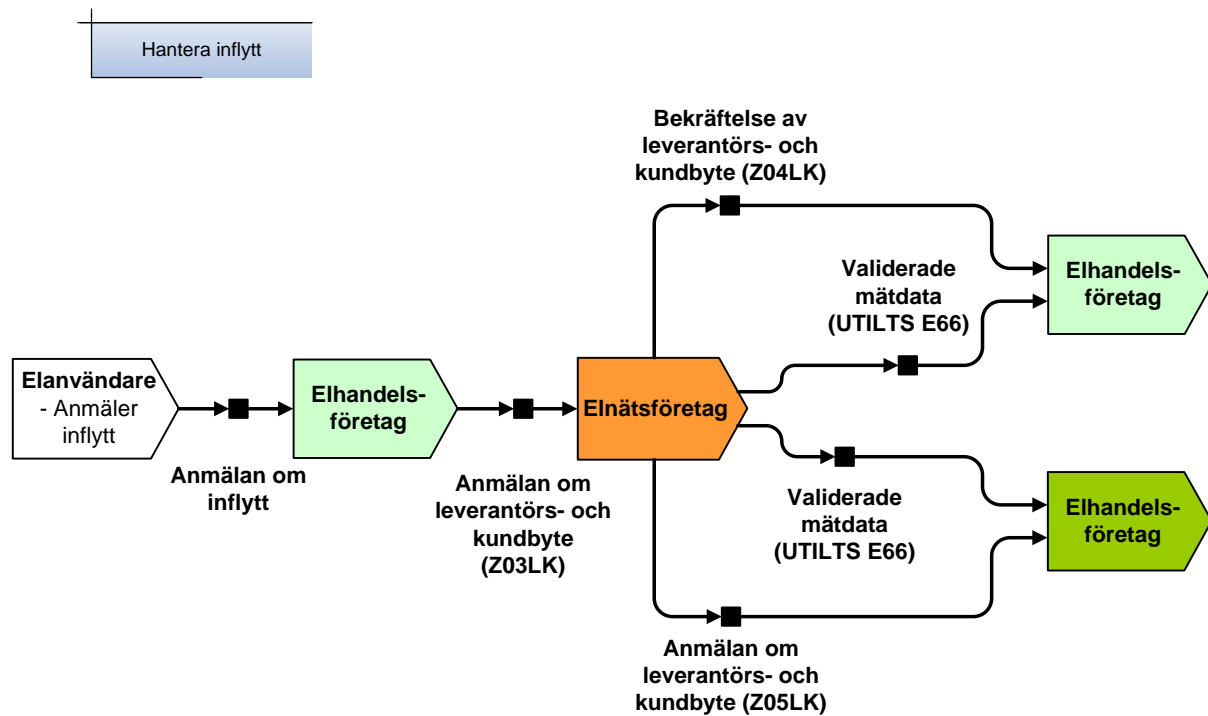 Hantera inflytt
Bekräftelse av
leverantörs- och
kundbyte (Z04LK)
Validerade
mätdata
(UTILTS E66)
Elhandels-
företag
Elanvändare
- Anmäler
inflytt
Anmälan om
inflytt
Elhandels-
företag
Anmälan om
leverantörs- och
kundbyte
(Z03LK)
Elnätsföretag
Validerade
mätdata
(UTILTS E66)
Elhandels-
företag
Anmälan om
leverantörs- och
kundbyte (Z05LK)